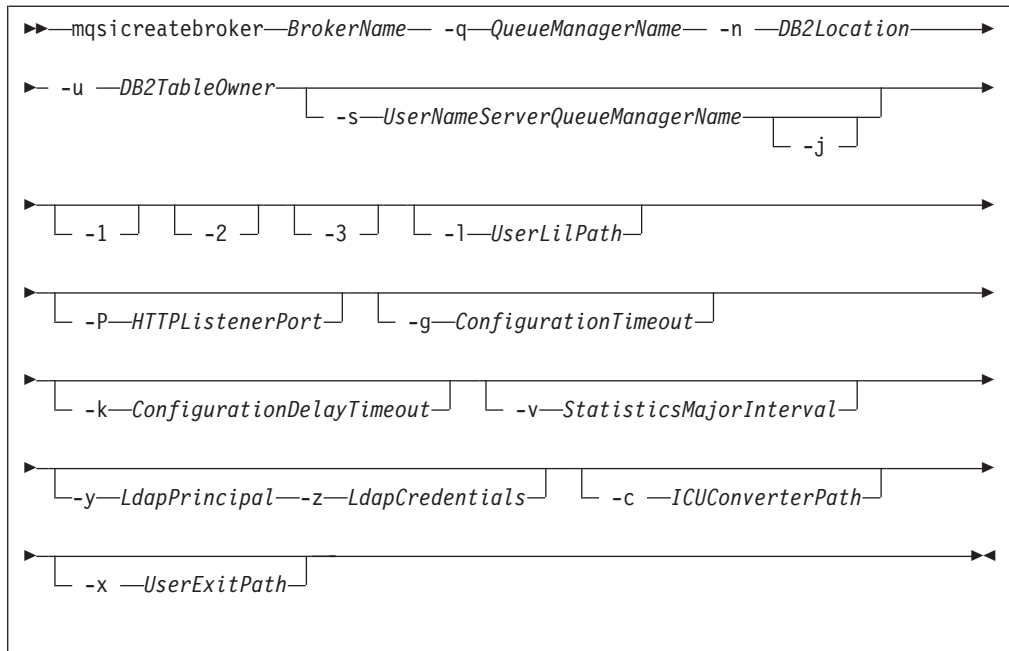 mqsicreatebroker BrokerName -q QueueManagerName -n DB2Location
-u DB2TableOwner
-s UserNameServerQueueManagerName
-j
-1 -2 -3 -l UserLilPath
-P HTTPListenerPort -g ConfigurationTimeout
-k ConfigurationDelayTimeout -v StatisticsMajorInterval
-y LdapPrincipal -z LdapCredentials -c ICUConverterPath
-x UserExitPath